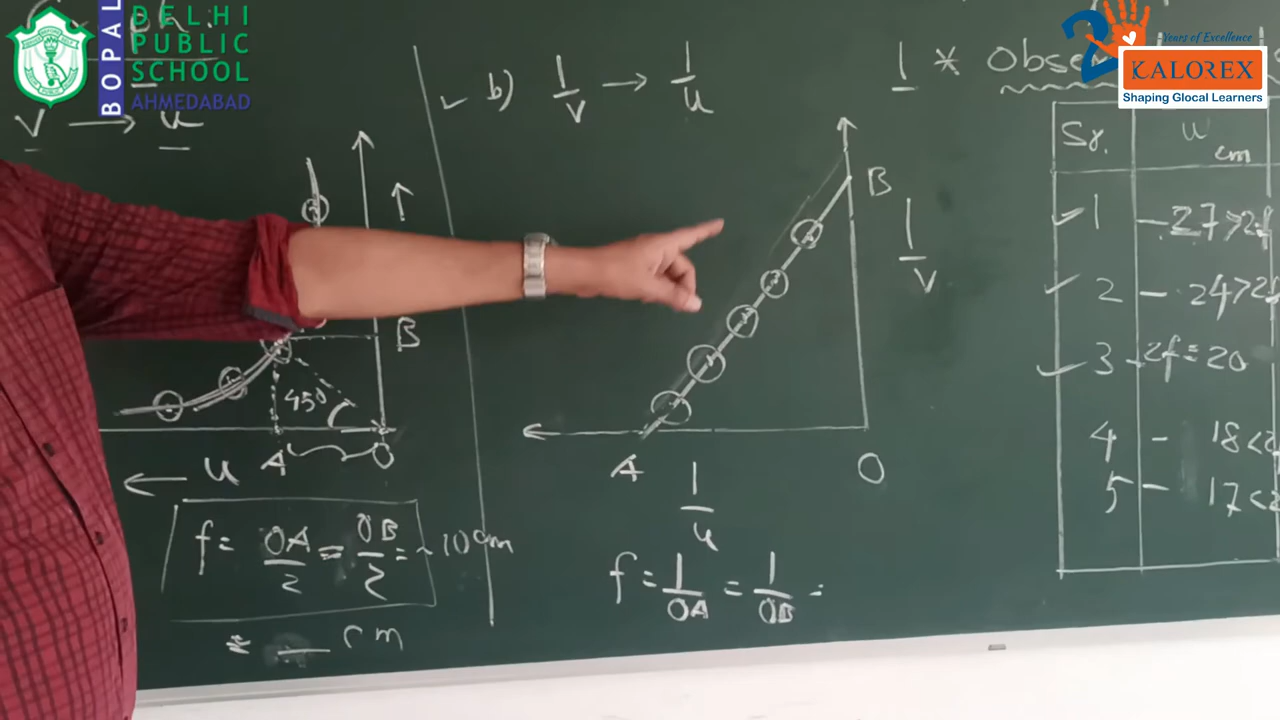 DELHI
PUBLIC
SCHOOL
AHMEDABAD
BOPAL
Years of Excellence
KALOREX
Shaping Glocal Learners
v → u
b) 1/v → 1/u
B
1/v
A
O
1/u
f = 1/OA = 1/OB =
B
45°
A
O
← u
f = OA/2 = OB/2 = ~10cm
cm
1 *
Sr. u cm
1 - 27>2f
2 - 24>2f
3 - 2f=20
4 - 18<2
5 - 17<2